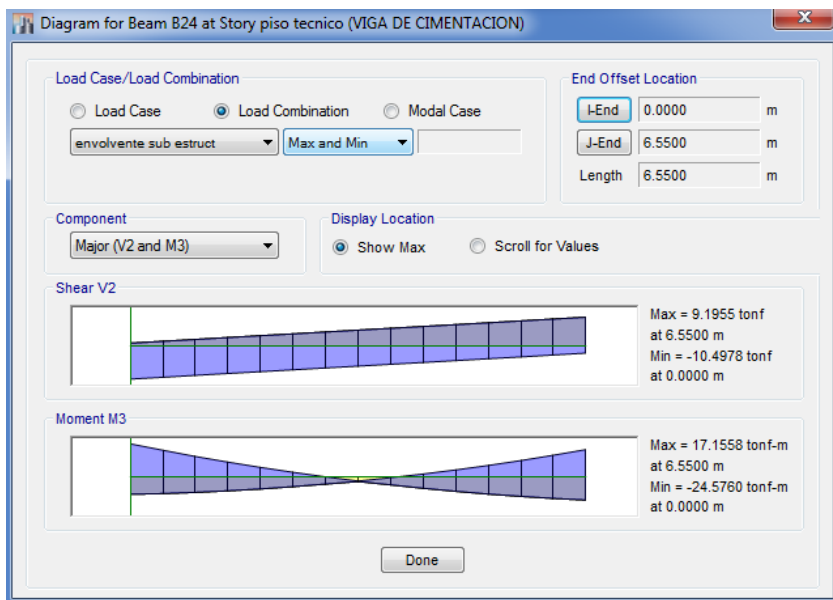 Diagram for Beam B24 at Story piso tecnico (VIGA DE CIMENTACION)
X
Load Case/Load Combination
Load Case
Load Combination
Modal Case
envolvente sub estruct
Max and Min
End Offset Location
I-End 0.0000 m
J-End 6.5500 m
Length 6.5500 m
Component
Major (V2 and M3)
Display Location
Show Max
Scroll for Values
Shear V2
Max = 9.1955 tonf
at 6.5500 m
Min = -10.4978 tonf
at 0.0000 m
Moment M3
Max = 17.1558 tonf-m
at 6.5500 m
Min = -24.5760 tonf-m
at 0.0000 m
Done